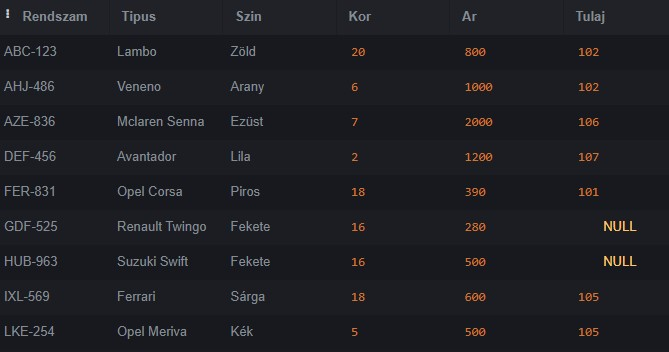 Rendszam Tipus Szin Kor Ar Tulaj
ABC-123 Lambo Zöld 20 800 102
AHJ-486 Veneno Arany 6 1000 102
AZE-836 Mclaren Senna Ezüst 7 2000 106
DEF-456 Avantador Lila 2 1200 107
FER-831 Opel Corsa Piros 18 390 101
GDF-525 Renault Twingo Fekete 16 280 NULL
HUB-963 Suzuki Swift Fekete 16 500 NULL
IXL-569 Ferrari Sárga 18 600 105
LKE-254 Opel Meriva Kék 5 500 105